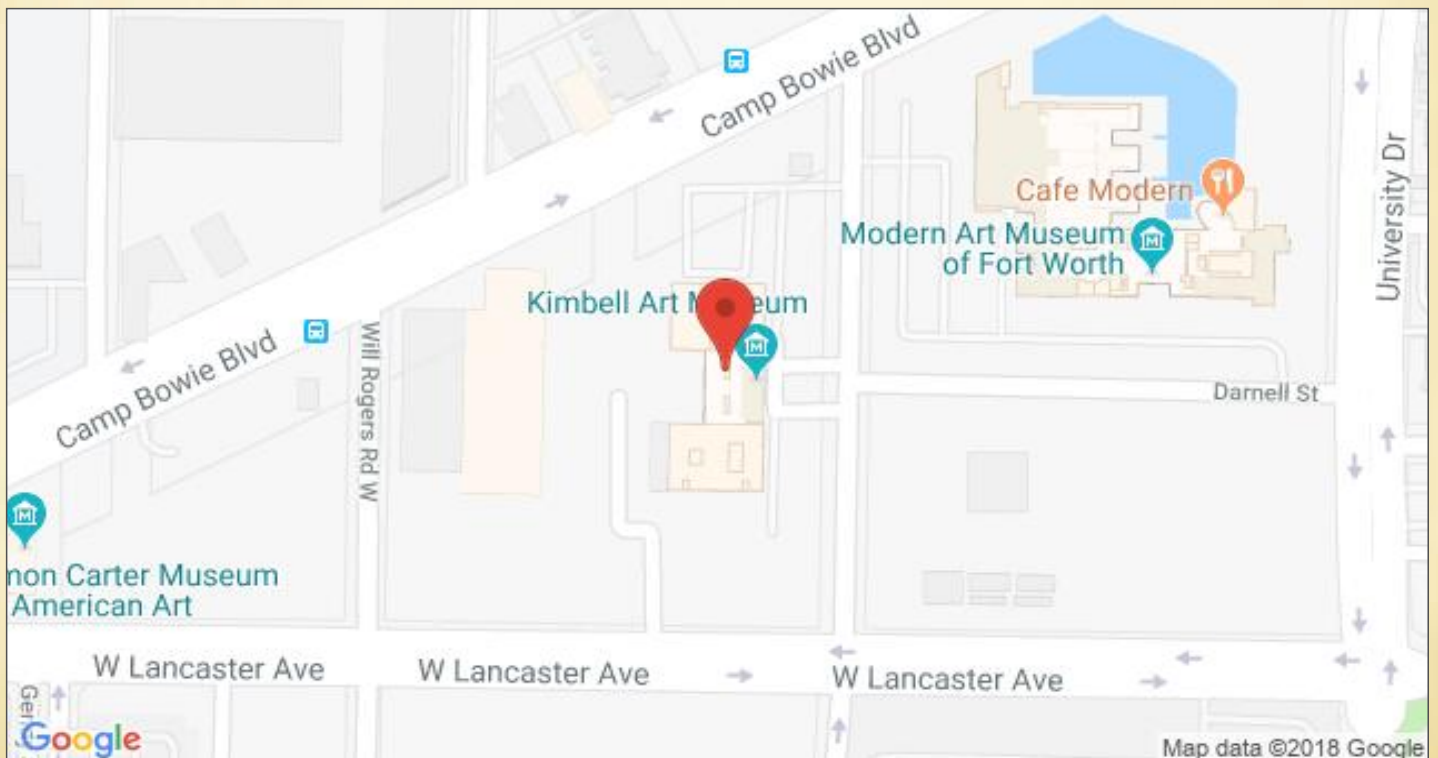 Camp Bowie Blvd
Cafe Modern
Modern Art Museum
of Fort Worth
University Dr
Kimbell Art M eum
Will Rogers Rd W
Camp Bowie Blvd
Darnell St
mon Carter Museum
American Art
W Lancaster Ave
W Lancaster Ave
W Lancaster Ave
Google
Map data ©2018 Google